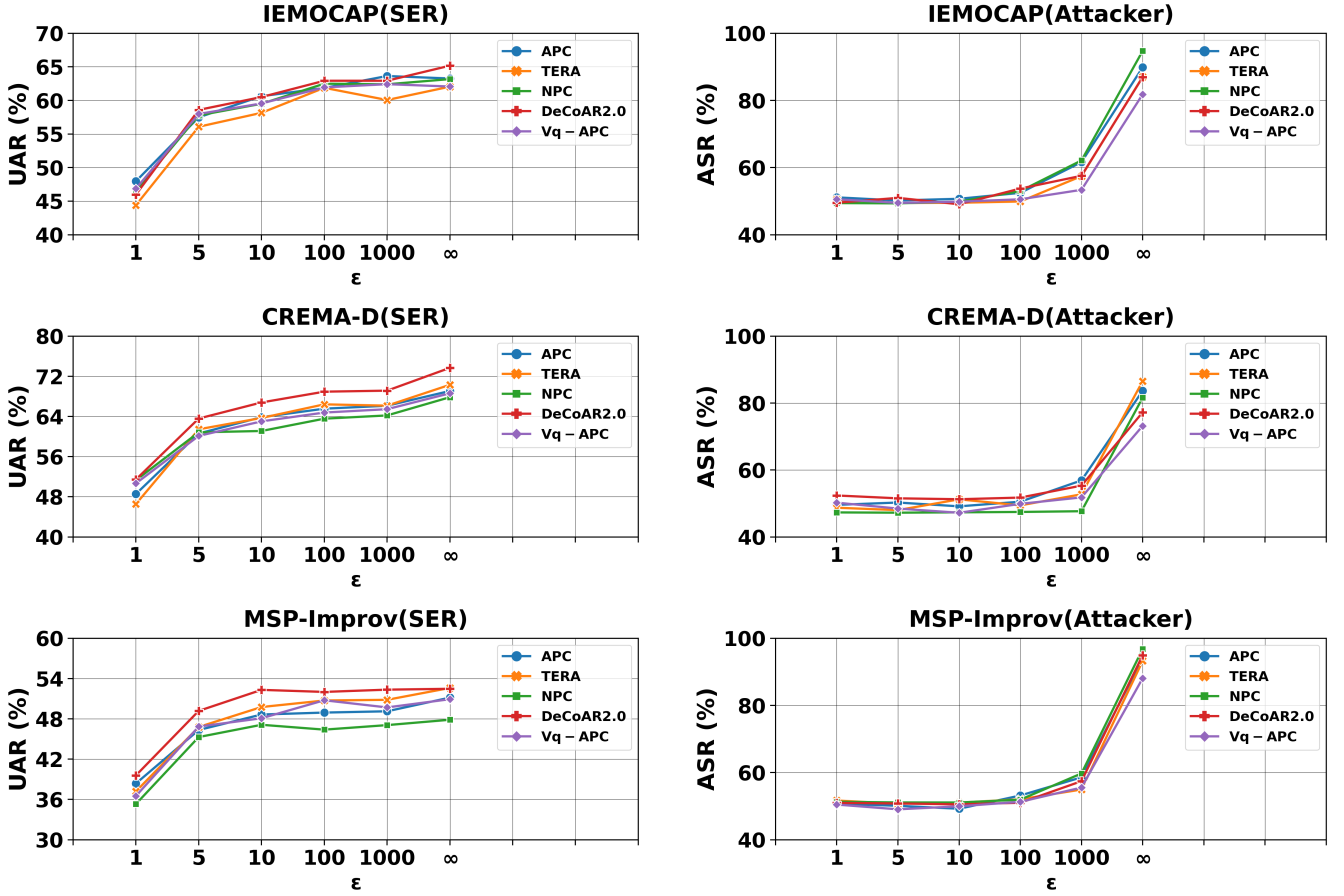 IEMOCAP(SER)
UAR (%)
70
65
60
55
50
45
40
1 5 10 100 1000 ∞
ε
APC
TERA
NPC
DeCoAR2.0
Vq − APC
IEMOCAP(Attacker)
ASR (%)
100
80
60
40
1 5 10 100 1000 ∞
ε
APC
TERA
NPC
DeCoAR2.0
Vq − APC
CREMA-D(SER)
UAR (%)
80
72
64
56
48
40
1 5 10 100 1000 ∞
ε
APC
TERA
NPC
DeCoAR2.0
Vq − APC
CREMA-D(Attacker)
ASR (%)
100
80
60
40
1 5 10 100 1000 ∞
ε
APC
TERA
NPC
DeCoAR2.0
Vq − APC
MSP-Improv(SER)
UAR (%)
60
54
48
42
36
30
1 5 10 100 1000 ∞
ε
APC
TERA
NPC
DeCoAR2.0
Vq − APC
MSP-Improv(Attacker)
ASR (%)
100
80
60
40
1 5 10 100 1000 ∞
ε
APC
TERA
NPC
DeCoAR2.0
Vq − APC